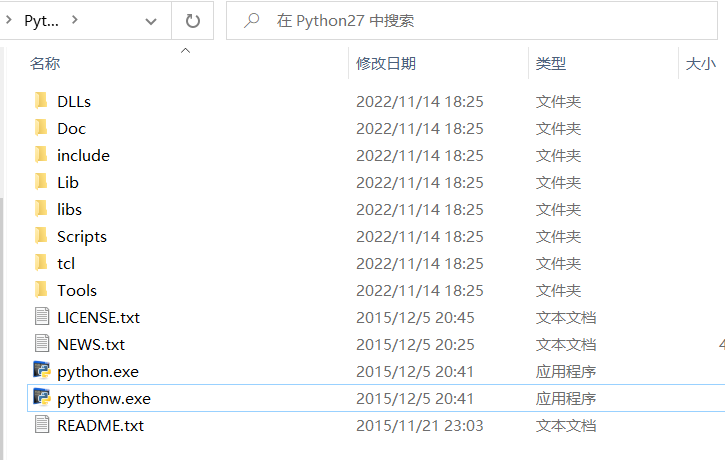 Pyt...
在 Python27 中搜索
名称 修改日期 类型 大小
DLLs 2022/11/14 18:25 文件夹
Doc 2022/11/14 18:25 文件夹
include 2022/11/14 18:25 文件夹
Lib 2022/11/14 18:25 文件夹
libs 2022/11/14 18:25 文件夹
Scripts 2022/11/14 18:25 文件夹
tcl 2022/11/14 18:25 文件夹
Tools 2022/11/14 18:25 文件夹
LICENSE.txt 2015/12/5 20:45 文本文档
NEWS.txt 2015/12/5 20:25 文本文档 4
python.exe 2015/12/5 20:41 应用程序
pythonw.exe 2015/12/5 20:41 应用程序
README.txt 2015/11/21 23:03 文本文档